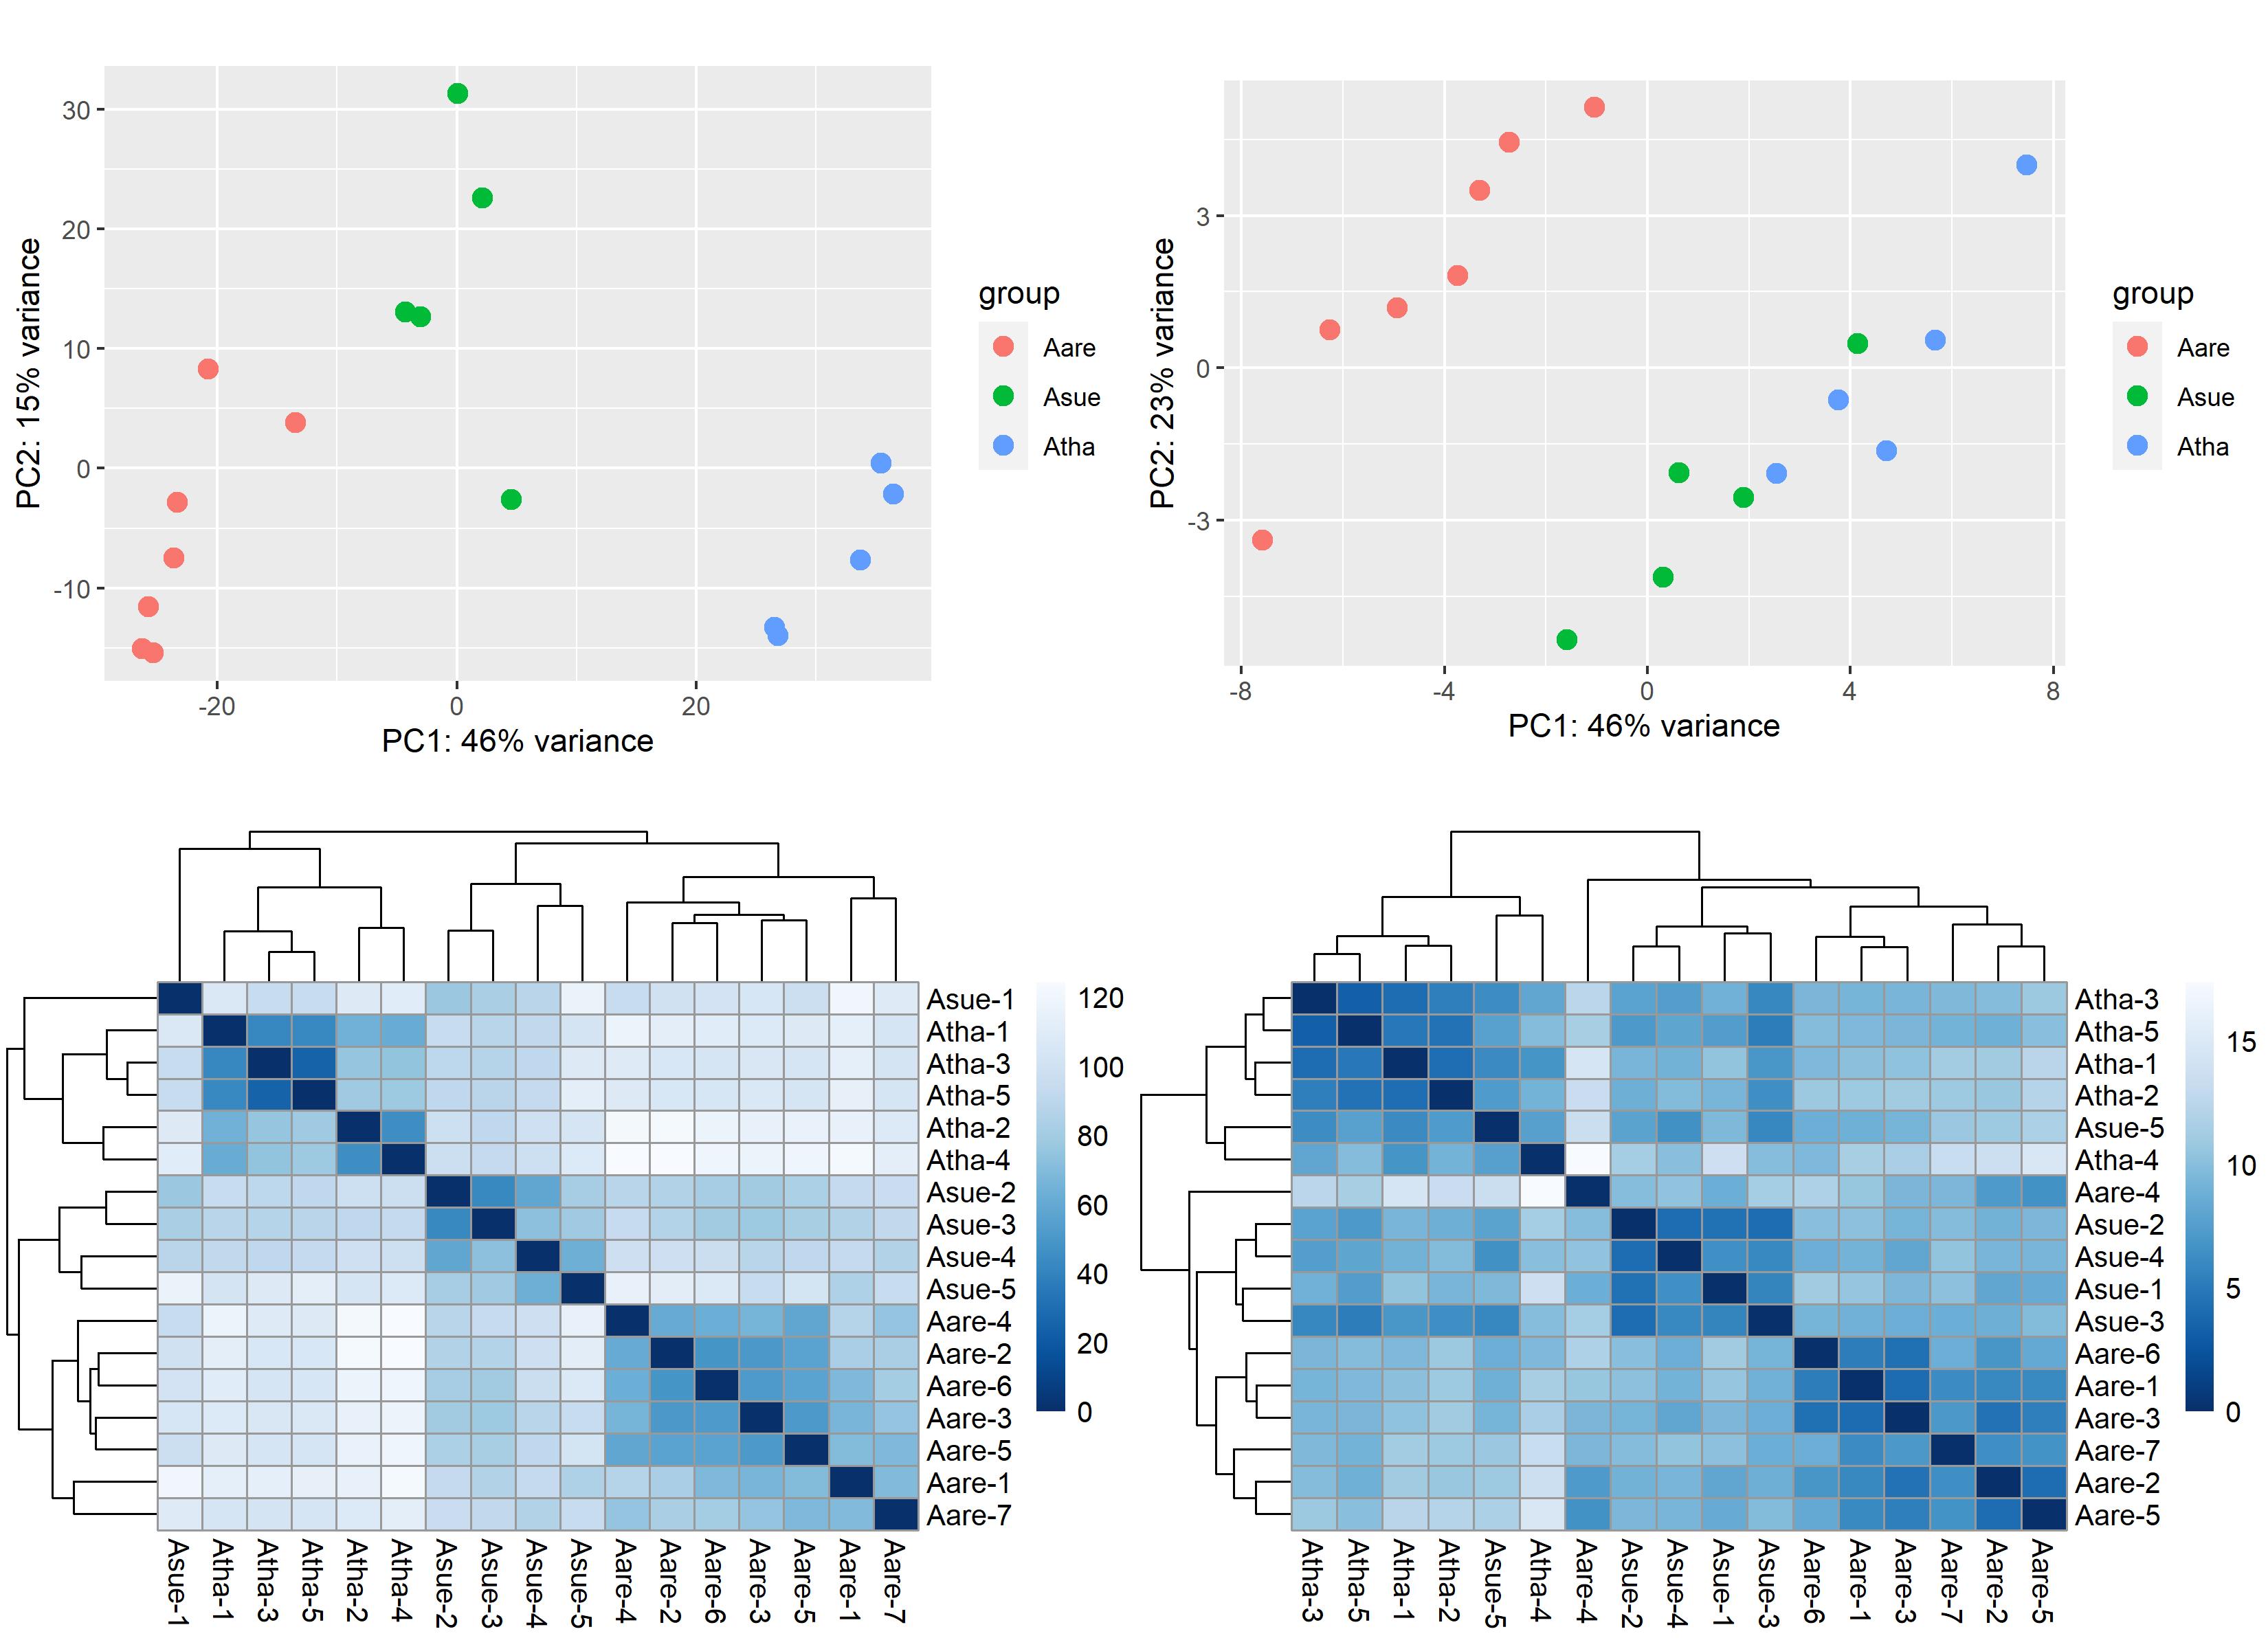 30
20
10
0
-10
-20
0
20
PC1: 46% variance
PC2: 15% variance
group
Aare
Asue
Atha
3
0
-3
-8
-4
0
4
8
PC1: 46% variance
PC2: 23% variance
group
Aare
Asue
Atha
Asue-1
Atha-1
Atha-3
Atha-5
Atha-2
Atha-4
Asue-2
Asue-3
Asue-4
Asue-5
Aare-4
Aare-2
Aare-6
Aare-3
Aare-5
Aare-1
Aare-7
120
100
80
60
40
20
0
Asue-1
Atha-1
Atha-3
Atha-5
Atha-2
Atha-4
Asue-2
Asue-3
Asue-4
Asue-5
Aare-4
Aare-2
Aare-6
Aare-3
Aare-5
Aare-1
Aare-7
Atha-3
Atha-5
Atha-1
Atha-2
Asue-5
Atha-4
Aare-4
Asue-2
Asue-4
Asue-1
Asue-3
Aare-6
Aare-1
Aare-3
Aare-7
Aare-2
Aare-5
15
10
5
0
Atha-3
Atha-5
Atha-1
Atha-2
Asue-5
Atha-4
Aare-4
Asue-2
Asue-4
Asue-1
Asue-3
Aare-6
Aare-1
Aare-3
Aare-7
Aare-2
Aare-5